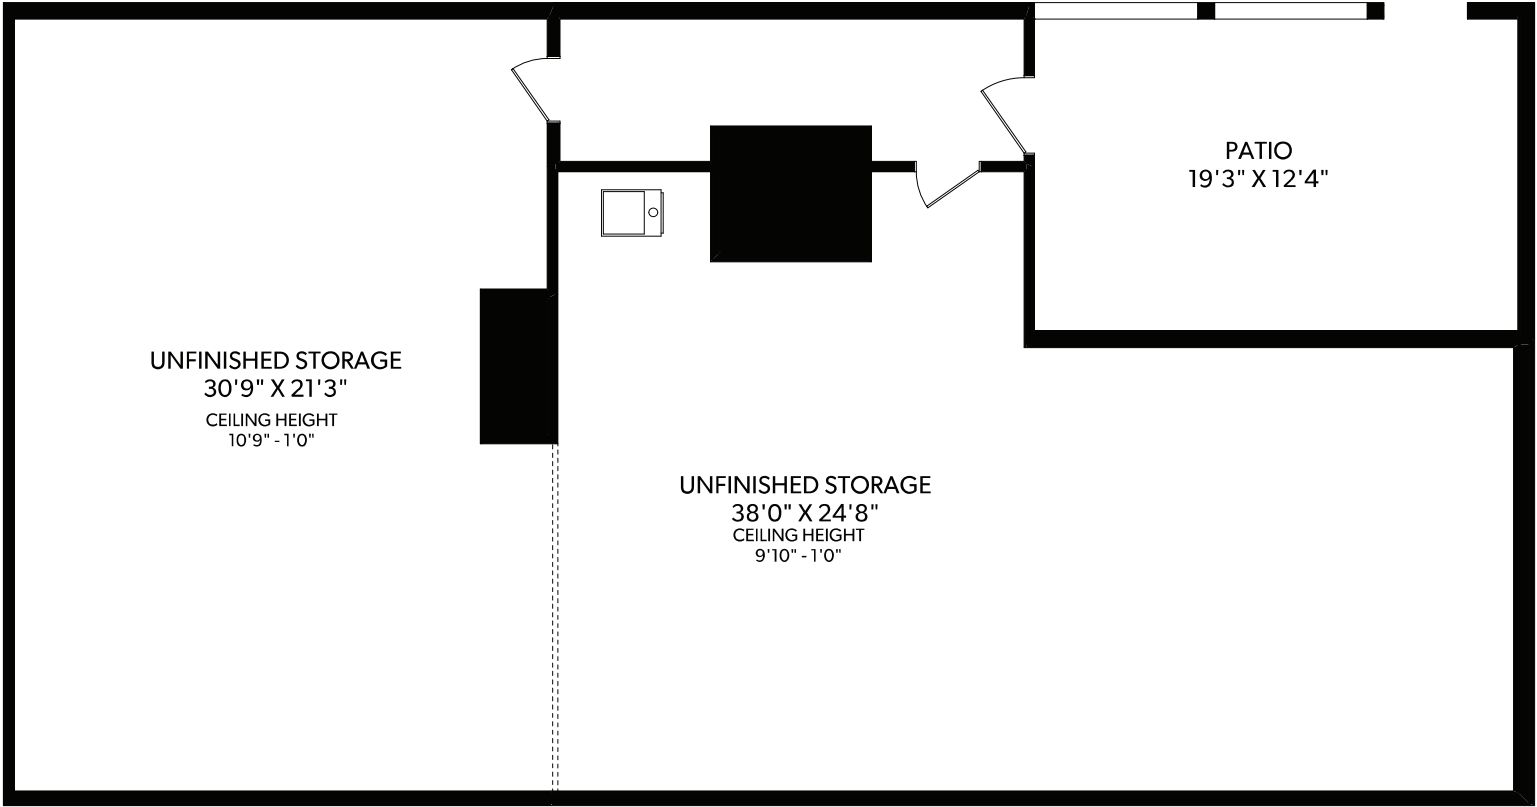 PATIO
19'3" X 12'4"
UNFINISHED STORAGE
30'9" X 21'3"
CEILING HEIGHT
10'9" - 1'0"
UNFINISHED STORAGE
38'0" X 24'8"
CEILING HEIGHT
9'10" - 1'0"